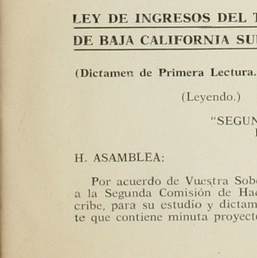 LEY DE INGRESOS DEL
DE BAJA CALIFORNIA SU
(Dictamen de Primera Lectura.
(Leyendo.)
"SEGUN
H. ASAMBLEA:
Por acuerdo de Vuestra Sobe
a la Segunda Comisión de Hac
cribe, para su estudio y dictam
te que contiene minuta proyecto